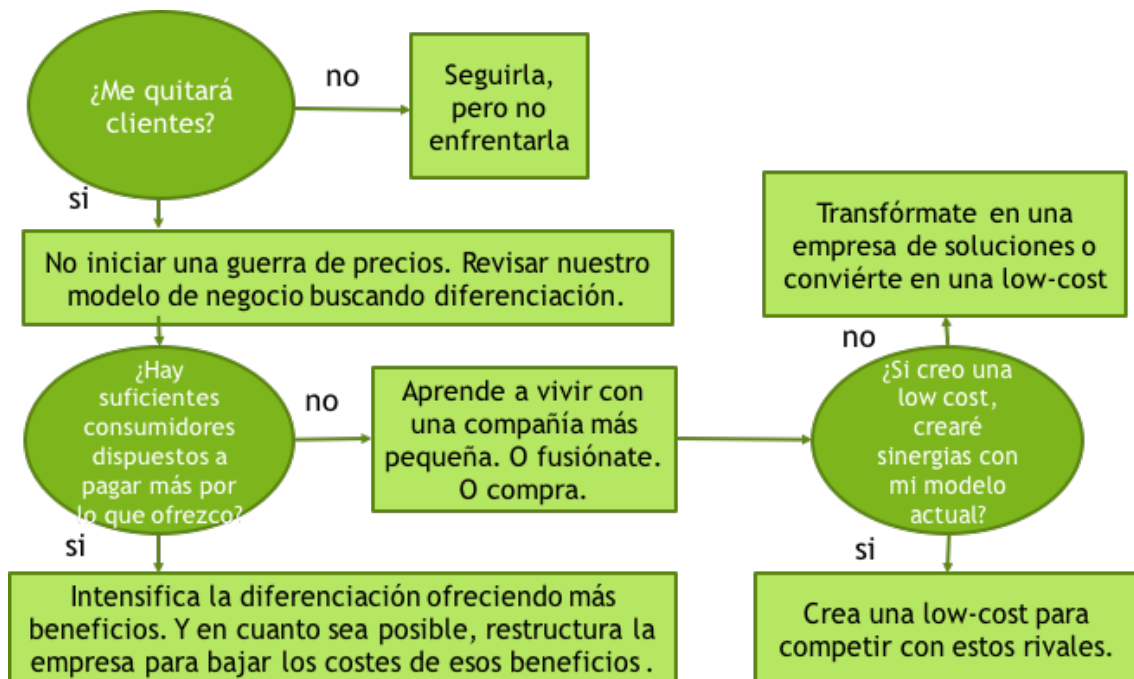 ¿Me quitará
clientes?
no
Seguirla,
pero no
enfrentarla
si
No iniciar una guerra de precios. Revisar nuestro
modelo de negocio buscando diferenciación.
¿Hay
suficientes
consumidores
dispuestos a
pagar más por
lo que ofrezco?
no
Aprende a vivir con
una compañía más
pequeña. O fusiónate.
O compra.
si
Intensifica la diferenciación ofreciendo más
beneficios. Y en cuanto sea posible, restructura la
empresa para bajar los costes de esos beneficios .
Transfórmate en una
empresa de soluciones o
conviérte en una low-cost
no
¿Si creo una
low cost,
crearé
sinergias con
mi modelo
actual?
si
Crea una low-cost para
competir con estos rivales.